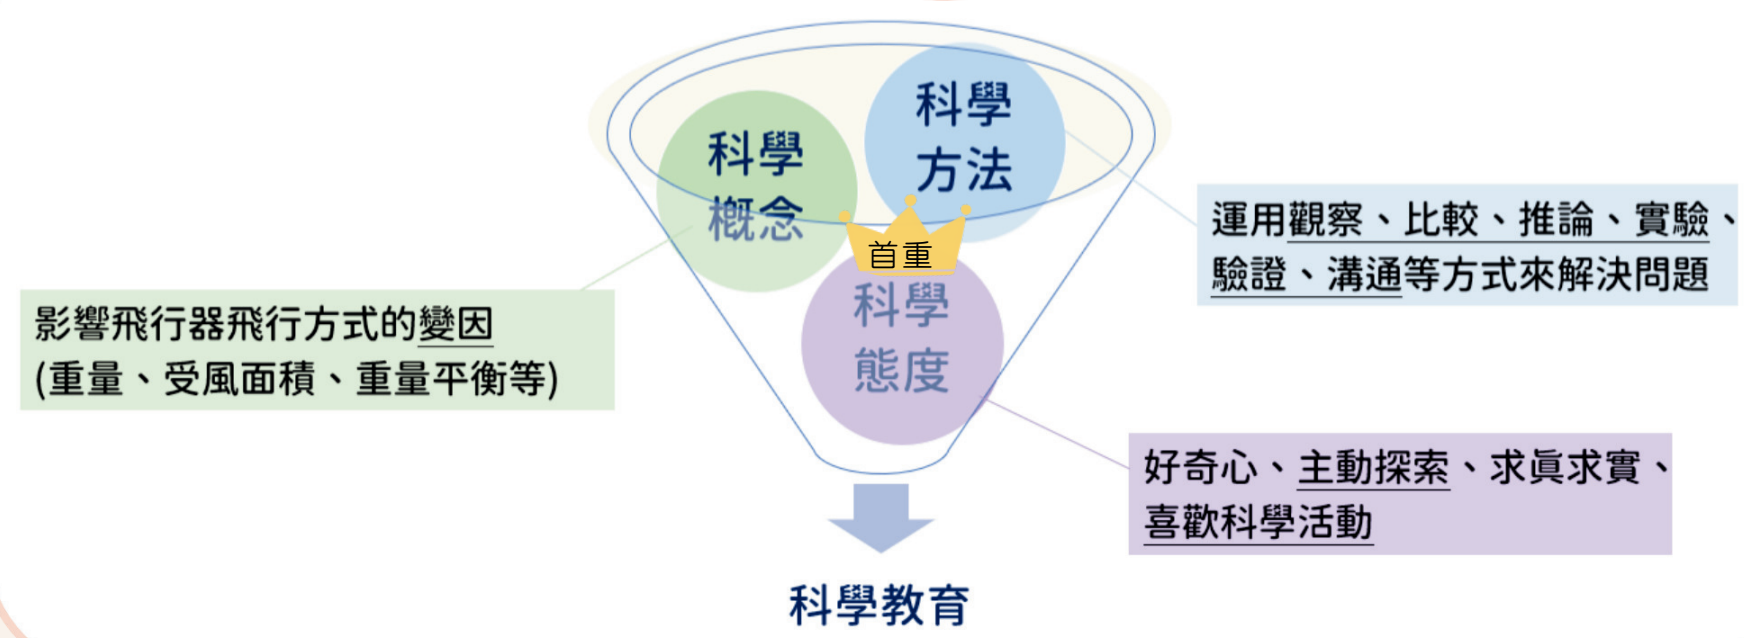 科學
方法
科學
概念
首重
科學
態度
運用觀察、比較、推論、實驗、
驗證、溝通等方式來解決問題
影響飛行器飛行方式的變因
(重量、受風面積、重量平衡等)
好奇心、主動探索、求眞求實、
喜歡科學活動
科學教育